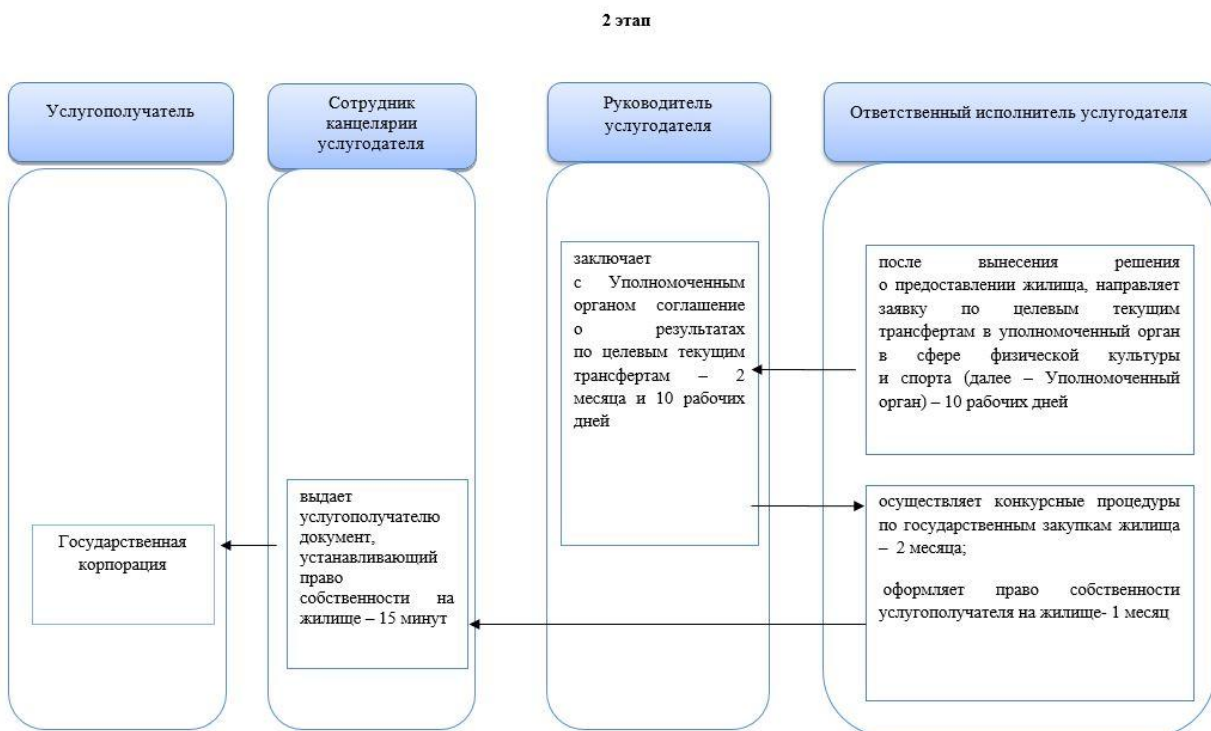 2 этап
Услугополучатель
Сотрудник
канцелярии
услугодателя
Руководитель
услугодателя
Ответственный исполнитель услугодателя
заключает
с Уполномоченным
органом соглашение
о результатах
по целевым текущим
трансфертам – 2
месяца и 10 рабочих
дней
после вынесения решения
о предоставлении жилища, направляет
заявку по целевым текущим
трансфертам в уполномоченный орган
в сфере физической культуры
и спорта (далее – Уполномоченный
орган) – 10 рабочих дней
Государственная
корпорация
выдает
услугополучателю
документ,
устанавливающий
право
собственности на
жилище – 15 минут
осуществляет конкурсные процедуры
по государственным закупкам жилища
– 2 месяца;
оформляет право собственности
услугополучателя на жилище- 1 месяц